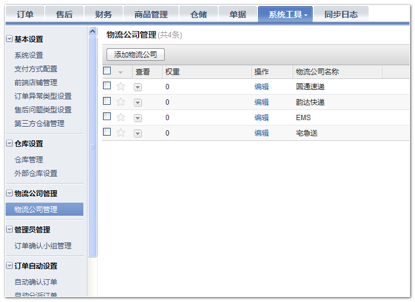 订单 售后 财务 商品管理 仓储 单据 系统工具 同步日志
基本设置
系统设置
支付方式配置
前端店铺管理
订单异常类型设置
售后问题类型设置
第三方仓储管理
仓库设置
仓库管理
外部仓库设置
物流公司管理
物流公司管理
管理员管理
订单确认小组管理
订单自动设置
自动确认订单
自动分派订单
物流公司管理 (共4条)
添加物流公司
查看 权重 操作 物流公司名称
0 编辑 圆通速递
0 编辑 韵达快递
0 编辑 EMS
0 编辑 宅急送